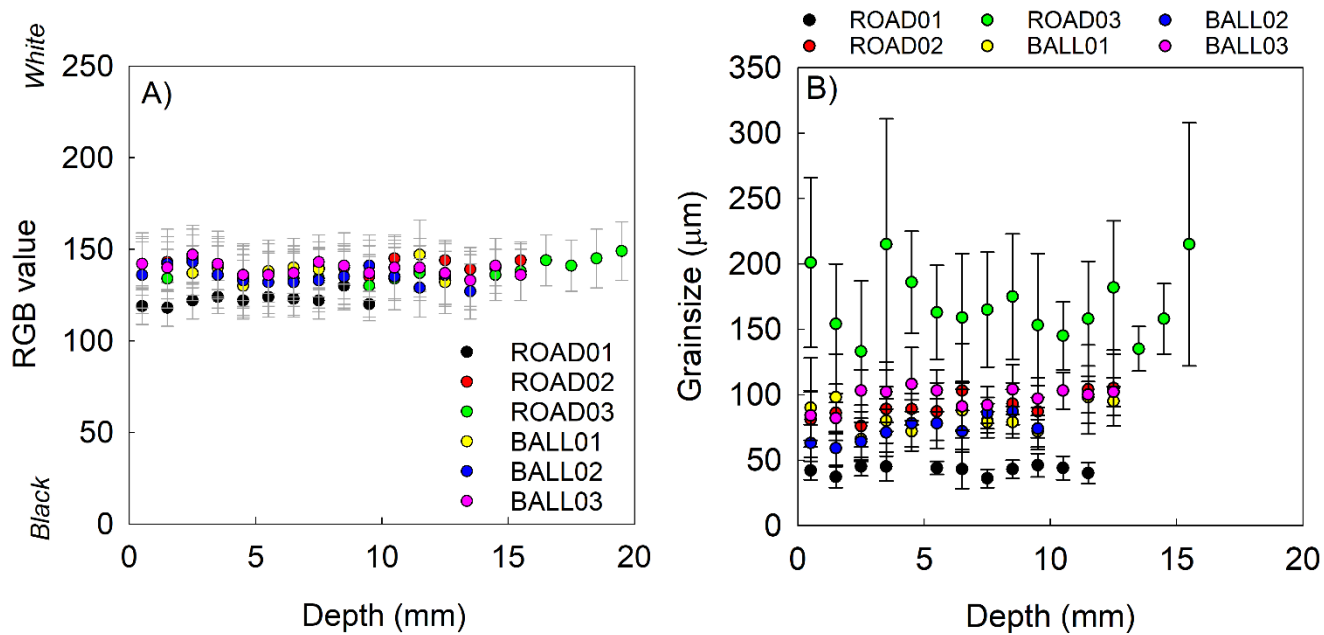 White
250
A)
200
150
RGB value
100
50
Black
0
0 5 10 15 20
Depth (mm)
ROAD01
ROAD02
ROAD03
BALL01
BALL02
BALL03
ROAD01 ROAD03 BALL02
ROAD02 BALL01 BALL03
350
B)
300
250
200
Grainsize (μm)
150
100
50
0
0 5 10 15 20
Depth (mm)